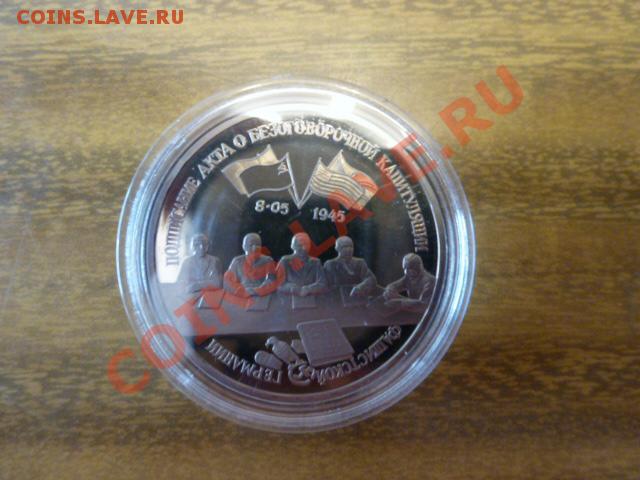 COINS.LAVE.RU
ПОДПИСАНИЕ АКТА О БЕЗОГОВОРОЧНОЙ КАПИТУЛЯЦИИ
8·05 1945
ФАШИСТСКОЙ
ГЕРМАНИИ
COINS.LAVE.RU